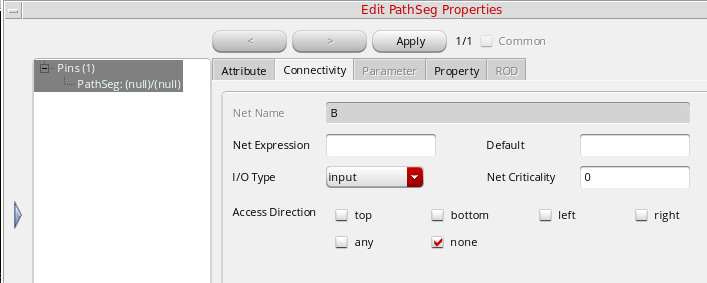 Edit PathSeg Properties
< > Apply 1/1 Common
Pins (1)
PathSeg: (null)/(null)
Attribute Connectivity Parameter Property ROD
Net Name B
Net Expression Default
I/O Type input Net Criticality 0
Access Direction top bottom left right
any none